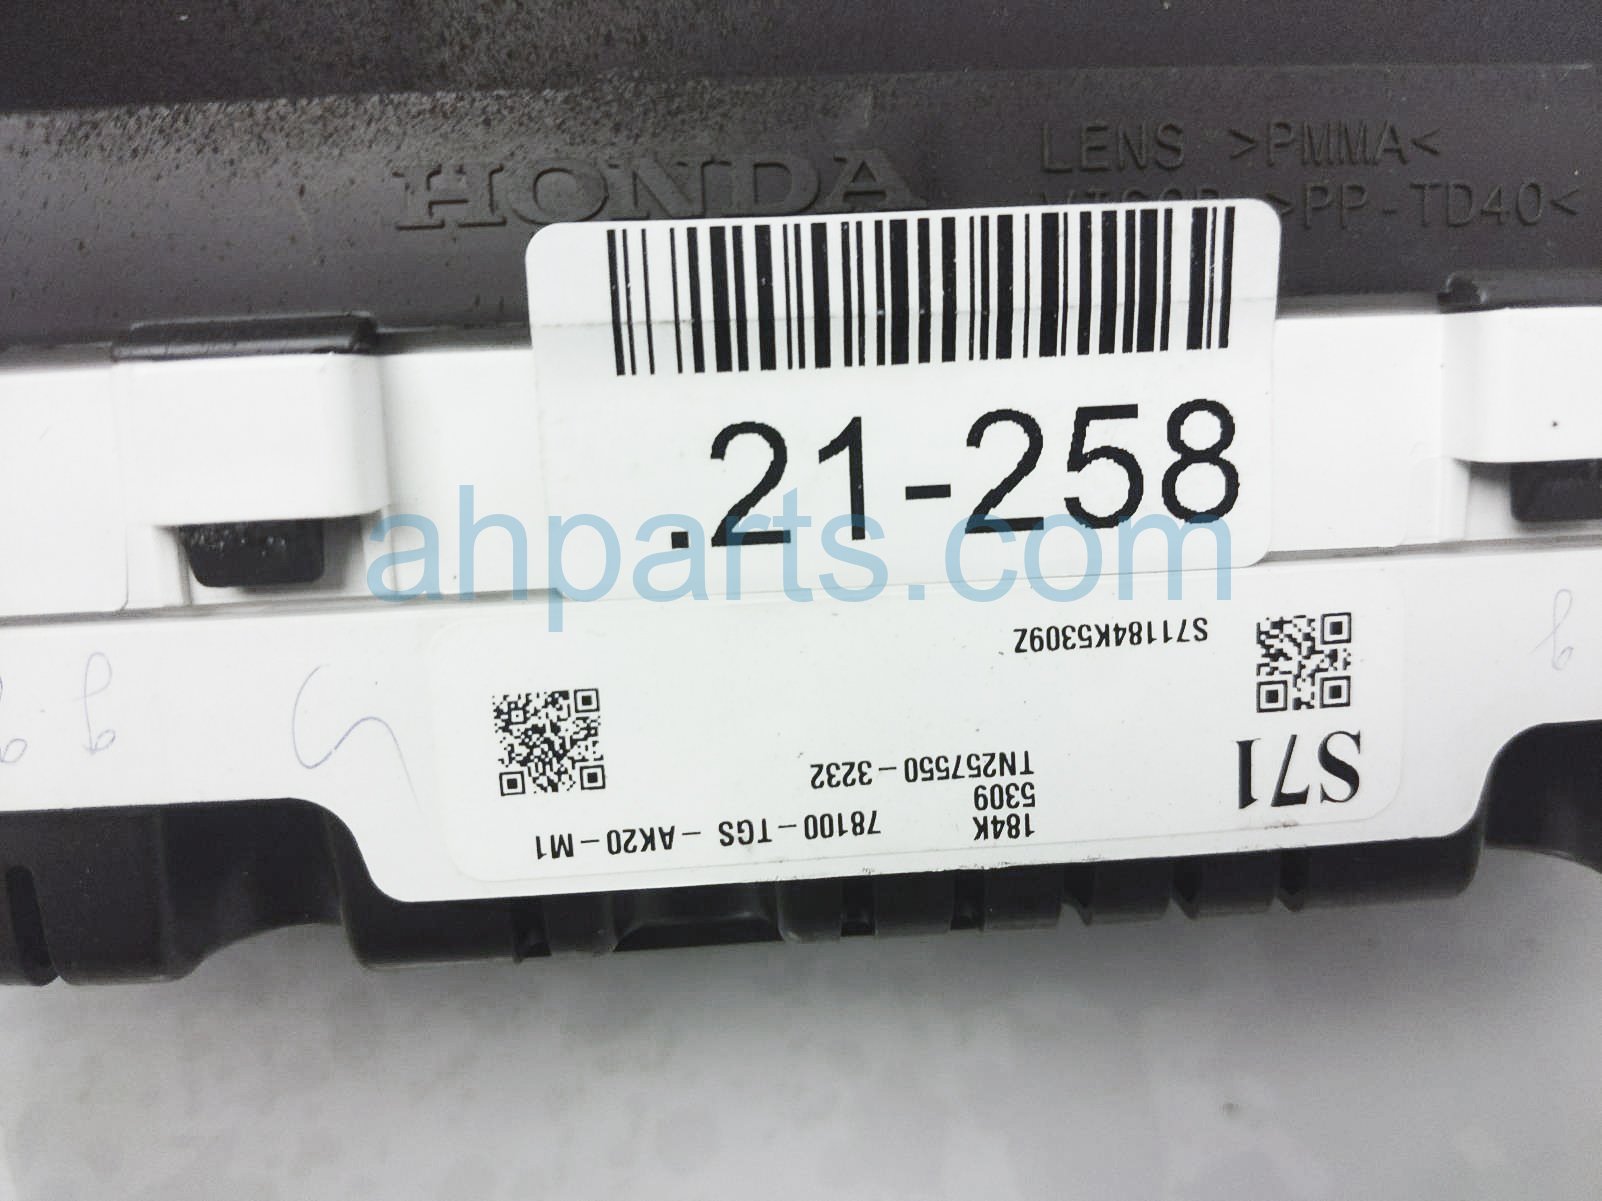 HONDA
LENS >PMMA<
>PP-TD40<
.21-258
ahparts.com
S71184K5309Z
S71
TN257550-3232
5309
184K
78100-TGS -AK20-M1